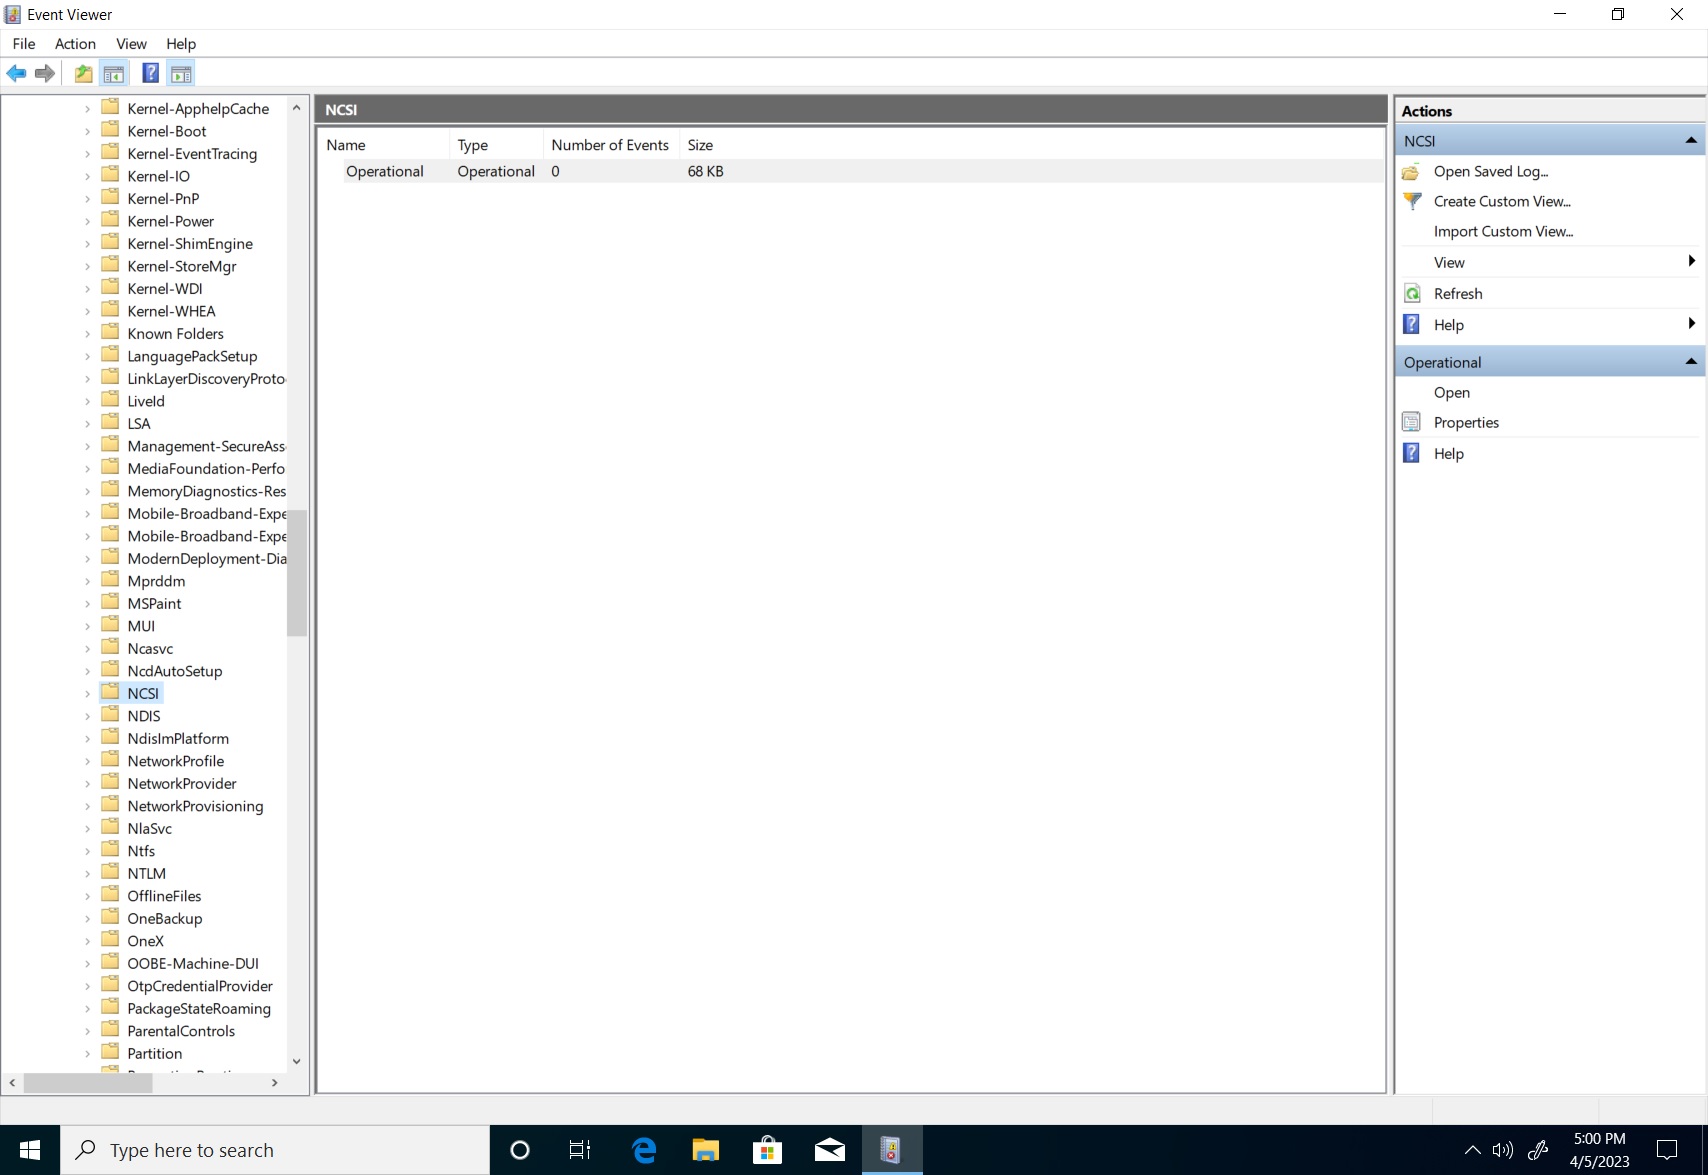 Event Viewer
File Action View Help
Kernel-ApphelpCache
Kernel-Boot
Kernel-EventTracing
Kernel-IO
Kernel-PnP
Kernel-Power
Kernel-ShimEngine
Kernel-StoreMgr
Kernel-WDI
Kernel-WHEA
Known Folders
LanguagePackSetup
LinkLayerDiscoveryProto
LiveId
LSA
Management-SecureAss
MediaFoundation-Perfo
MemoryDiagnostics-Res
Mobile-Broadband-Expe
Mobile-Broadband-Expe
ModernDeployment-Dia
Mprddm
MSPaint
MUI
Ncasvc
NcdAutoSetup
NCSI
NDIS
NdisImPlatform
NetworkProfile
NetworkProvider
NetworkProvisioning
NlaSvc
Ntfs
NTLM
OfflineFiles
OneBackup
OneX
OOBE-Machine-DUI
OtpCredentialProvider
PackageStateRoaming
ParentalControls
Partition
NCSI
Name Type Number of Events Size
Operational Operational 0 68 KB
Actions
NCSI
Open Saved Log...
Create Custom View...
Import Custom View...
View
Refresh
Help
Operational
Open
Properties
Help
Type here to search
5:00 PM
4/5/2023